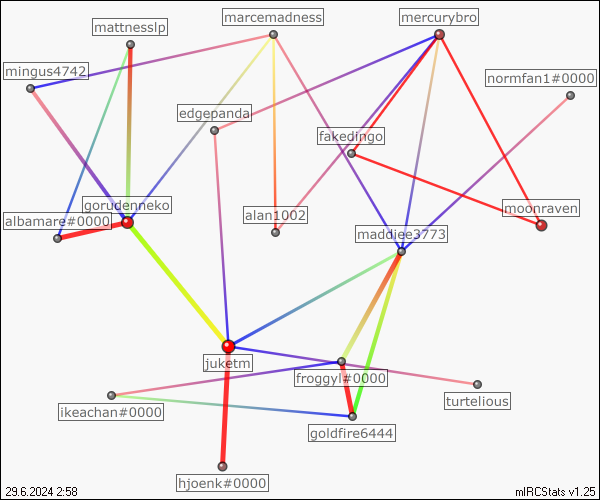 marcemadness
mercurybro
mattnesslp
mingus4742
normfan1#0000
edgepanda
fakedingo
gorudenneko
moonraven
albamare#0000
alan1002
maddiee3773
juketm
froggyl#0000
turtelious
ikeachan#0000
goldfire6444
hjoenk#0000
29.6.2024 2:58
mIRCStats v1.25